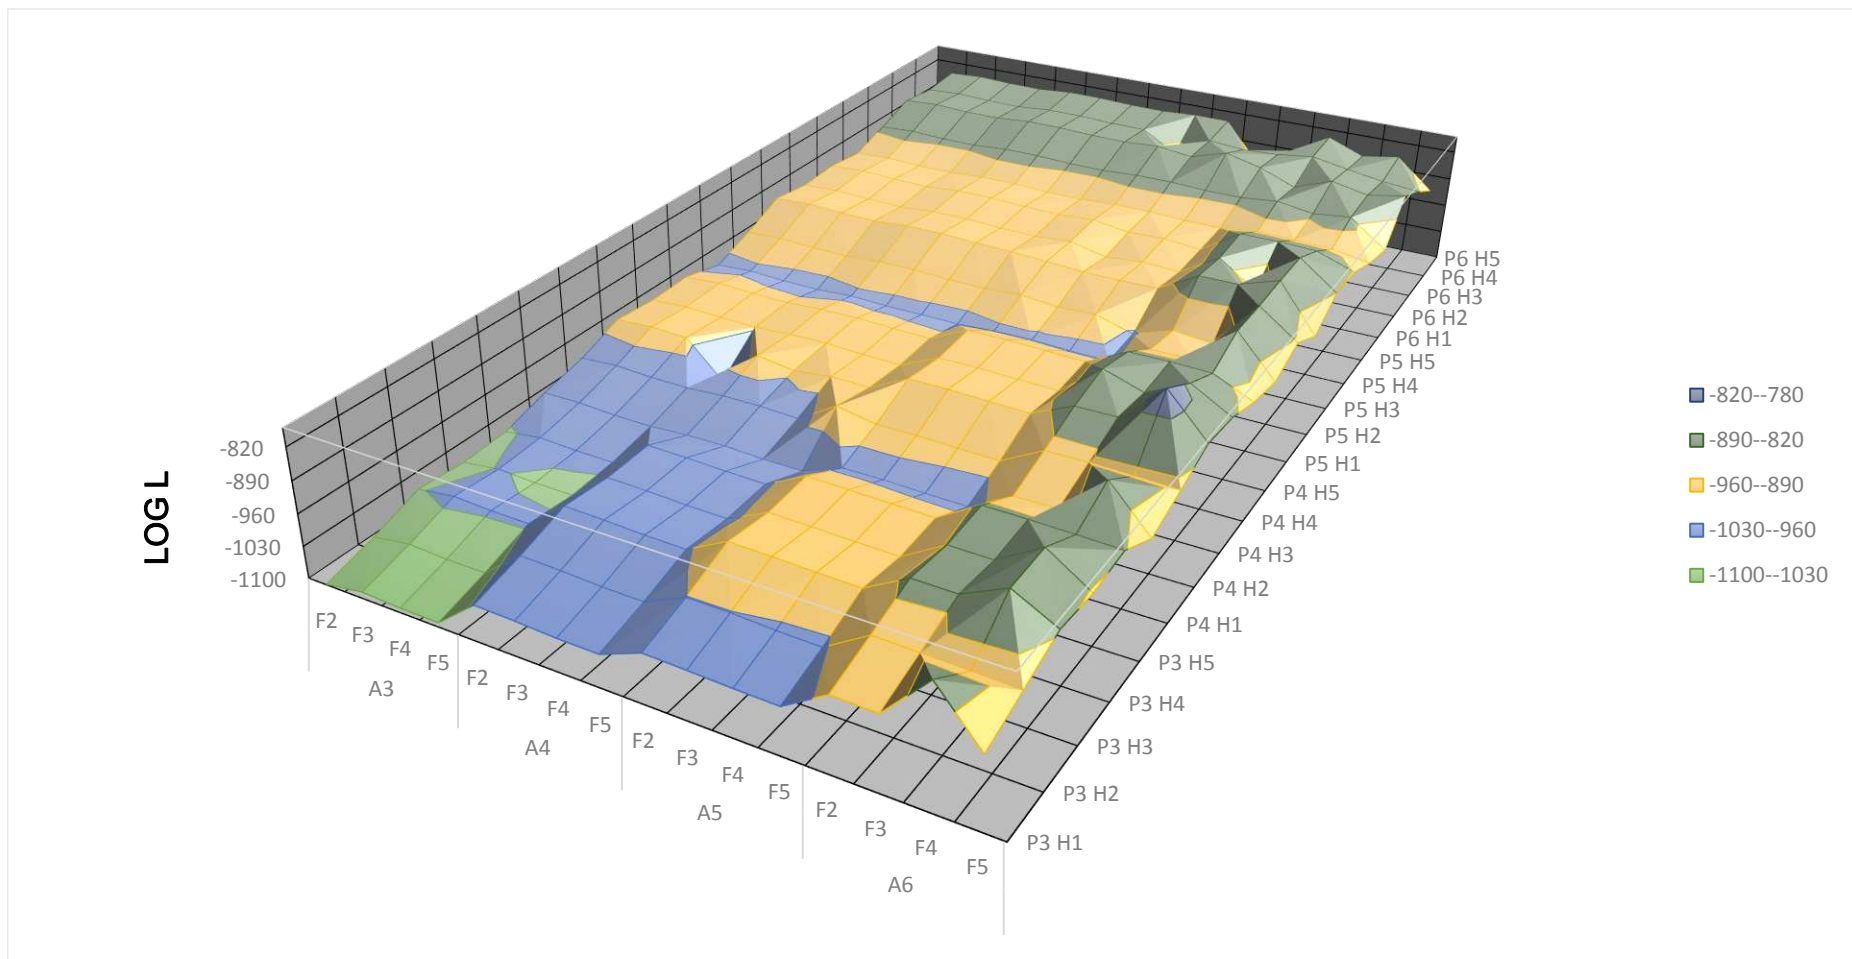 LOG L
-820
-890
-960
-1030
-1100
F2
F3
F4
F5
F2
F3
F4
F5
F2
F3
F4
F5
F2
F3
F4
F5
A3
A4
A5
A6
P6 H5
P6 H4
P6 H3
P6 H2
P6 H1
P5 H5
P5 H4
P5 H3
P5 H2
P5 H1
P4 H5
P4 H4
P4 H3
P4 H2
P4 H1
P3 H5
P3 H4
P3 H3
P3 H2
P3 H1
-820--780
-890--820
-960--890
-1030--960
-1100--1030